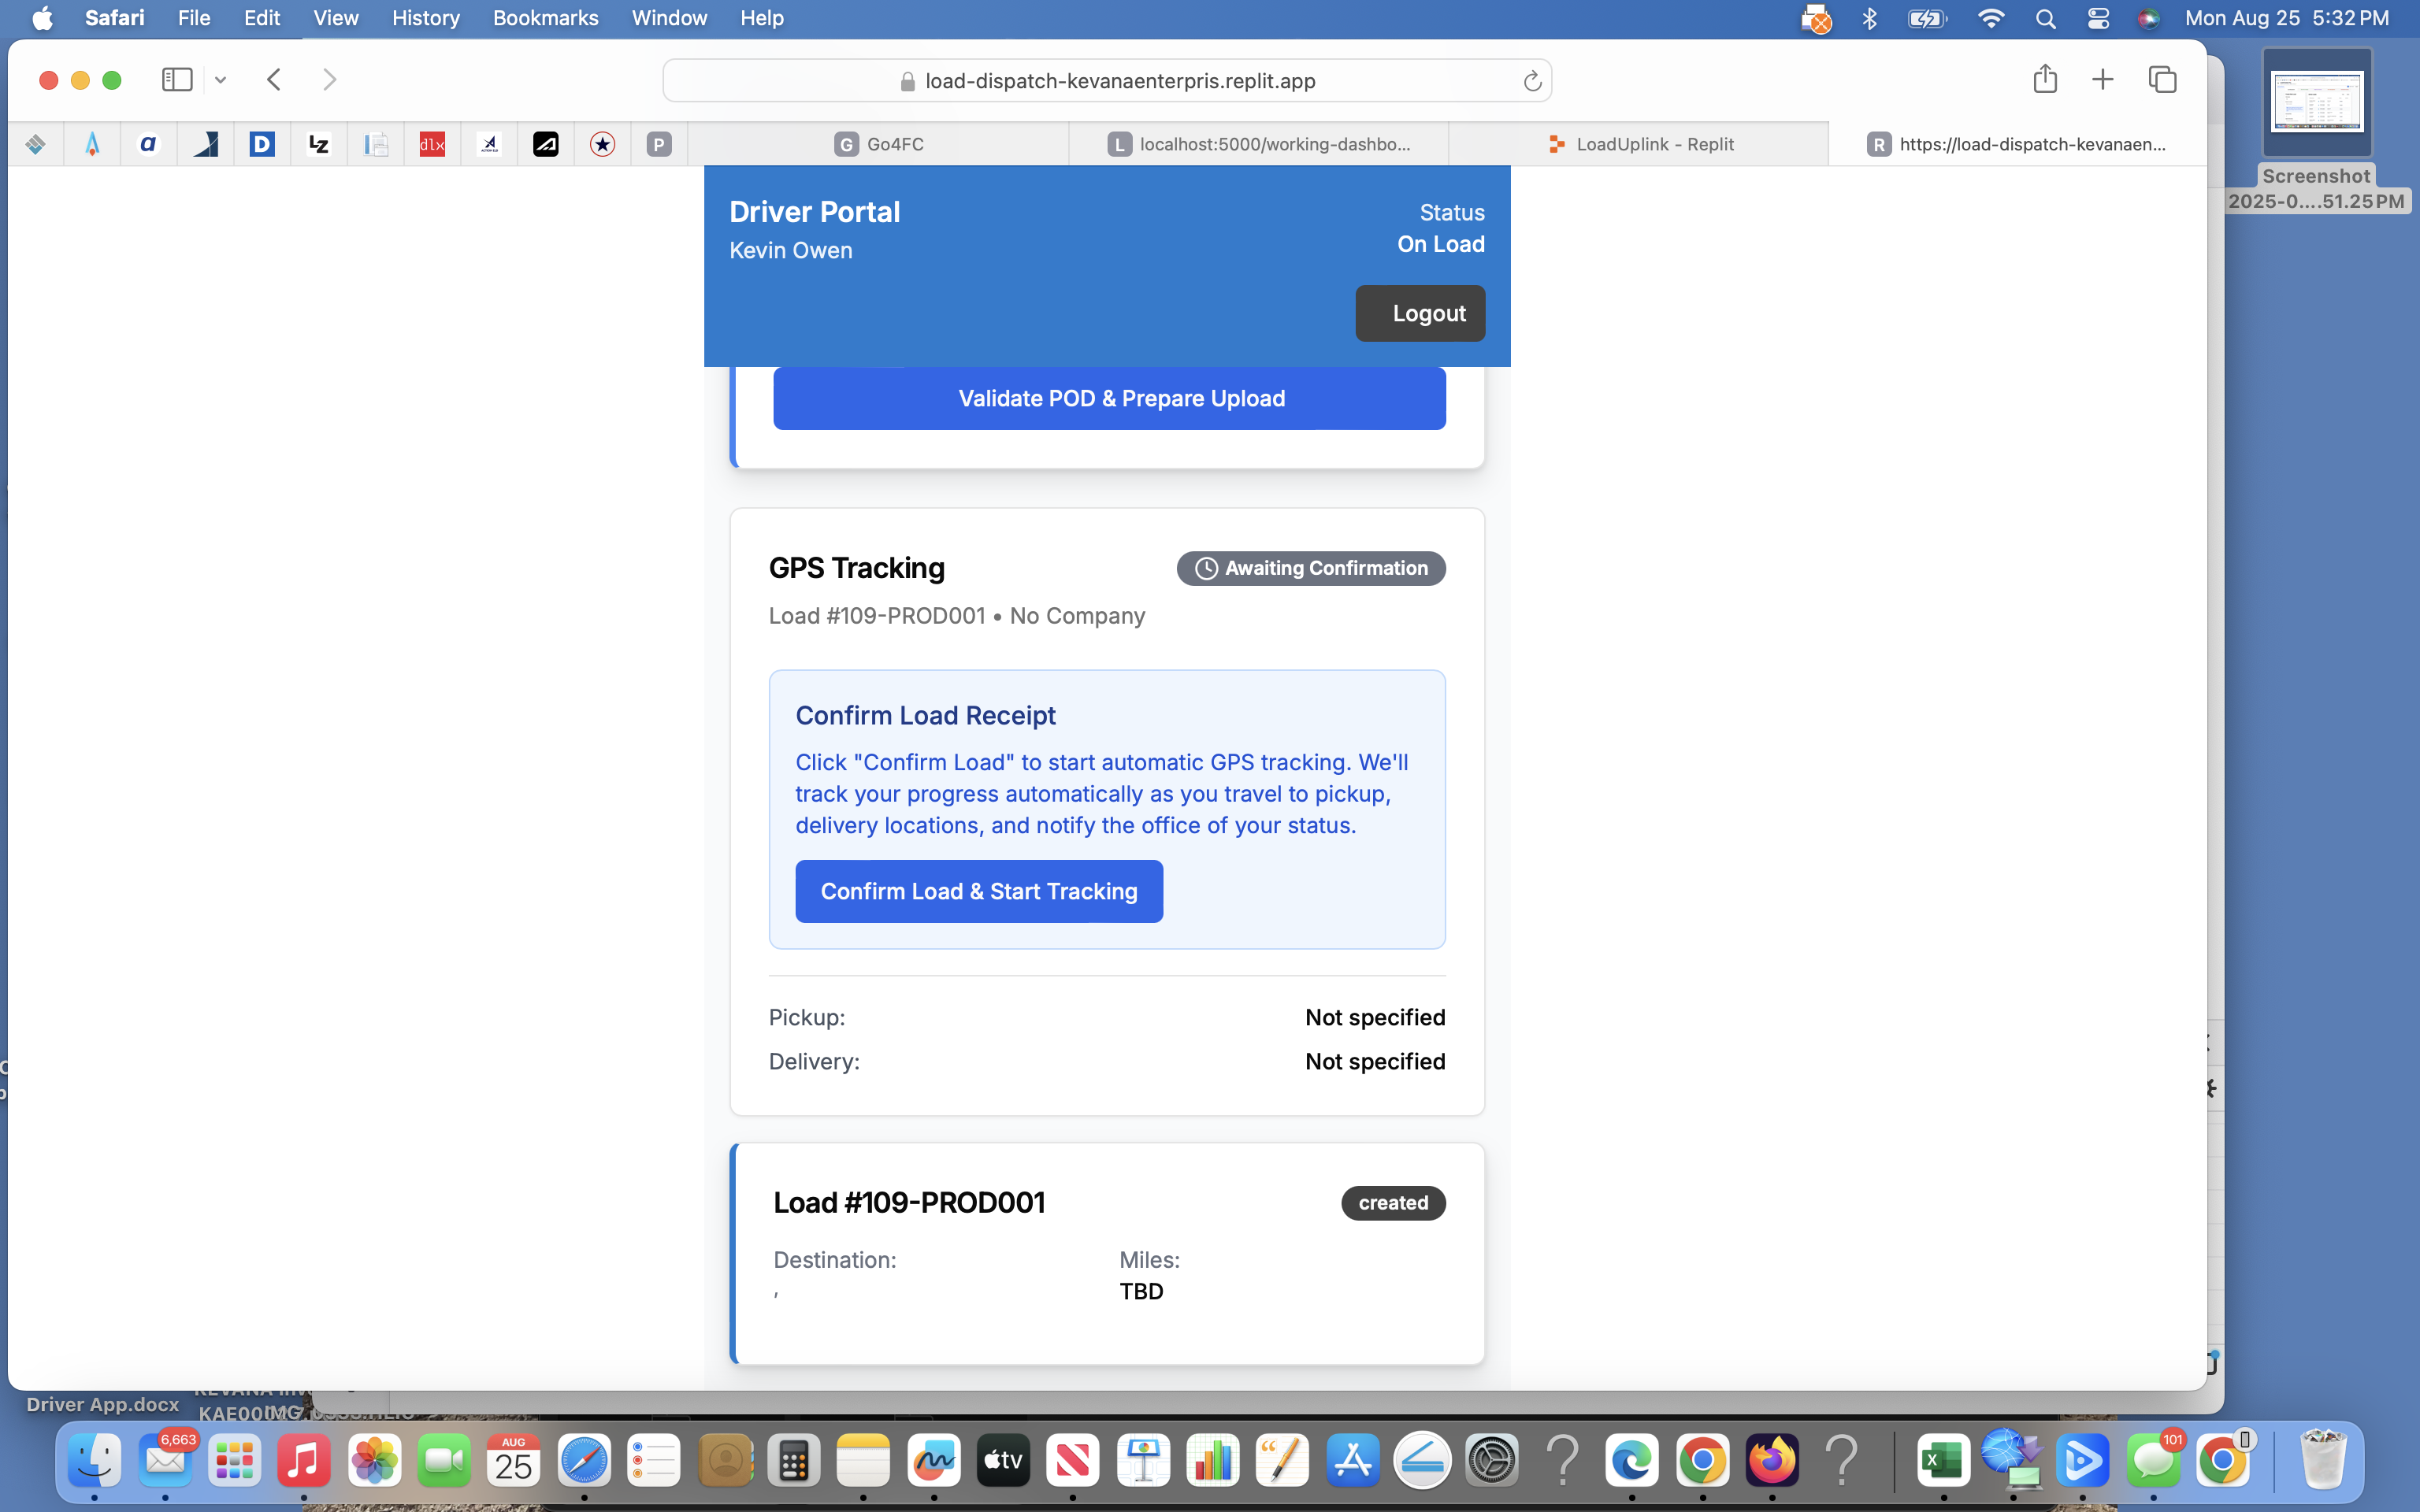 Safari File Edit View History Bookmarks Window Help Mon Aug 25 5:32 PM
load-dispatch-kevanaenterpris.replit.app
a D LZ dlx P G Go4FC L localhost:5000/working-dashbo... LoadUplink - Replit R https://load-dispatch-kevanaen...
Screenshot
2025-0....51.25 PM
Driver Portal
Kevin Owen
Status
On Load
Logout
Validate POD & Prepare Upload
GPS Tracking
Awaiting Confirmation
Load #109-PROD001 • No Company
Confirm Load Receipt
Click "Confirm Load" to start automatic GPS tracking. We'll
track your progress automatically as you travel to pickup,
delivery locations, and notify the office of your status.
Confirm Load & Start Tracking
Pickup: Not specified
Delivery: Not specified
Load #109-PROD001
created
Destination: Miles:
, TBD
Driver App.docx
6,663
AUG
25
tv
101